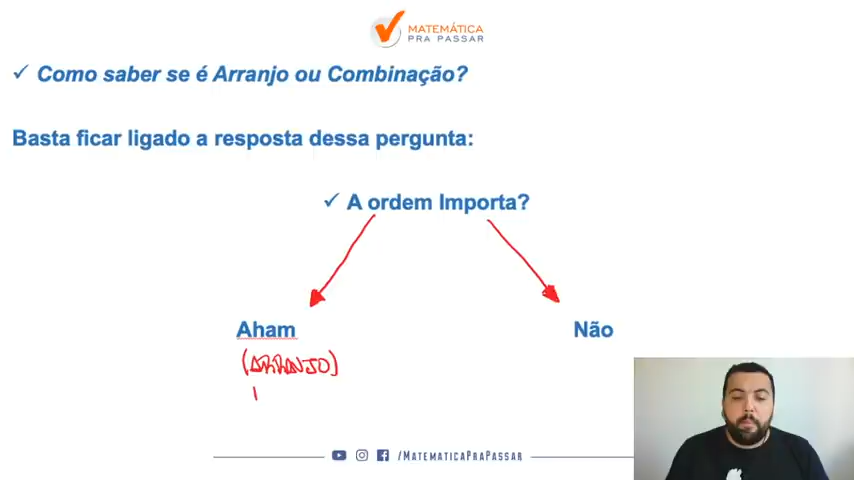 MATEMÁTICA
PRA PASSAR
✓ Como saber se é Arranjo ou Combinação?
Basta ficar ligado a resposta dessa pergunta:
✓ A ordem Importa?
Aham
Não
(ARRANJO)
/MATEMATICAPRAPASSAR